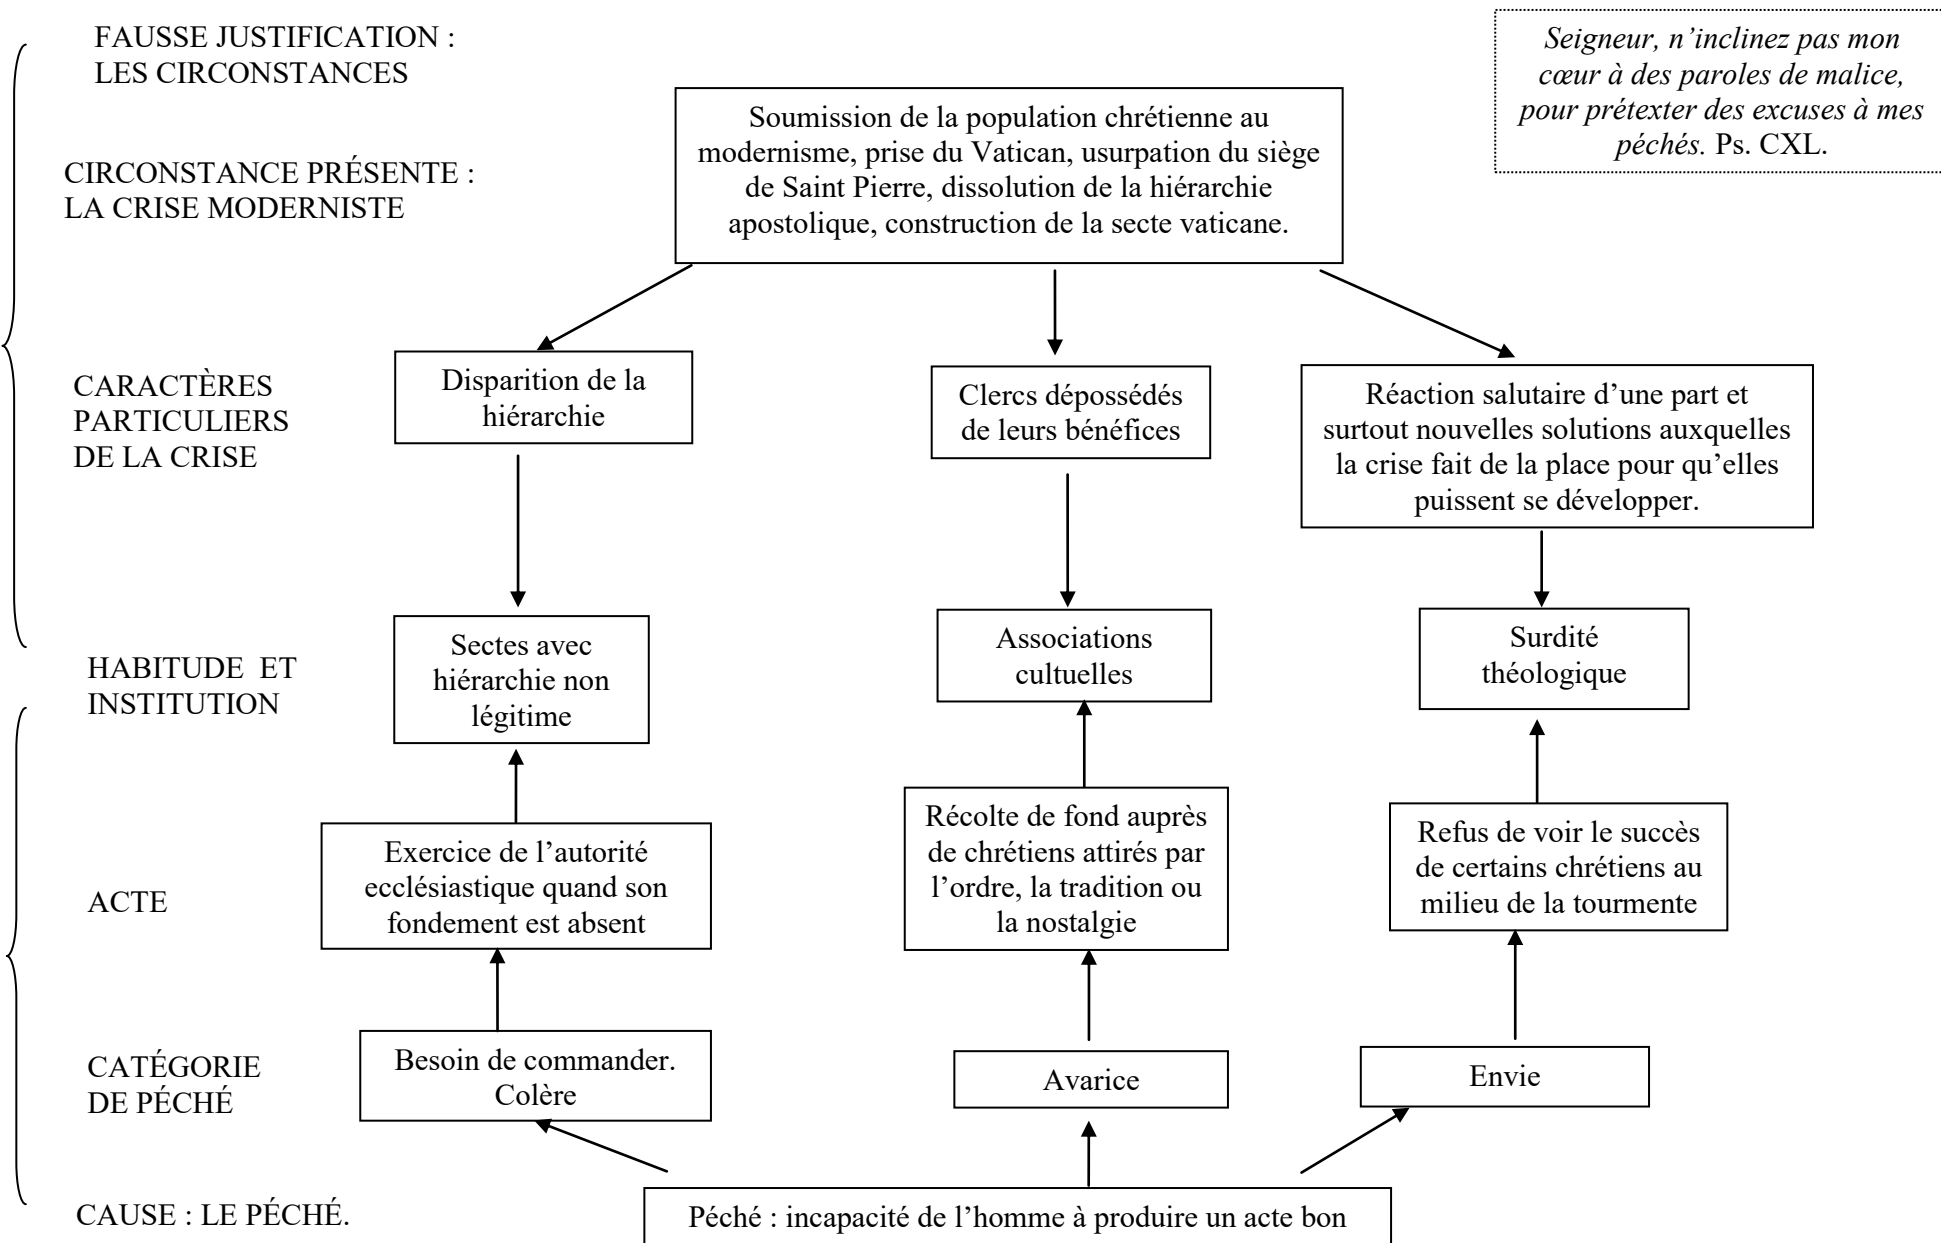 FAUSSE JUSTIFICATION :
LES CIRCONSTANCES
Seigneur, n’inclinez pas mon
cœur à des paroles de malice,
pour prétexter des excuses à mes
péchés. Ps. CXL.
CIRCONSTANCE PRÉSENTE :
LA CRISE MODERNISTE
Soumission de la population chrétienne au
modernisme, prise du Vatican, usurpation du siège
de Saint Pierre, dissolution de la hiérarchie
apostolique, construction de la secte vaticane.
CARACTÈRES
PARTICULIERS
DE LA CRISE
Disparition de la
hiérarchie
Clercs dépossédés
de leurs bénéfices
Réaction salutaire d’une part et
surtout nouvelles solutions auxquelles
la crise fait de la place pour qu’elles
puissent se développer.
HABITUDE ET
INSTITUTION
Sectes avec
hiérarchie non
légitime
Associations
cultuelles
Surdité
théologique
ACTE
Exercice de l’autorité
ecclésiastique quand son
fondement est absent
Récolte de fond auprès
de chrétiens attirés par
l’ordre, la tradition ou
la nostalgie
Refus de voir le succès
de certains chrétiens au
milieu de la tourmente
CATÉGORIE
DE PÉCHÉ
Besoin de commander.
Colère
Avarice
Envie
CAUSE : LE PÉCHÉ.
Péché : incapacité de l’homme à produire un acte bon